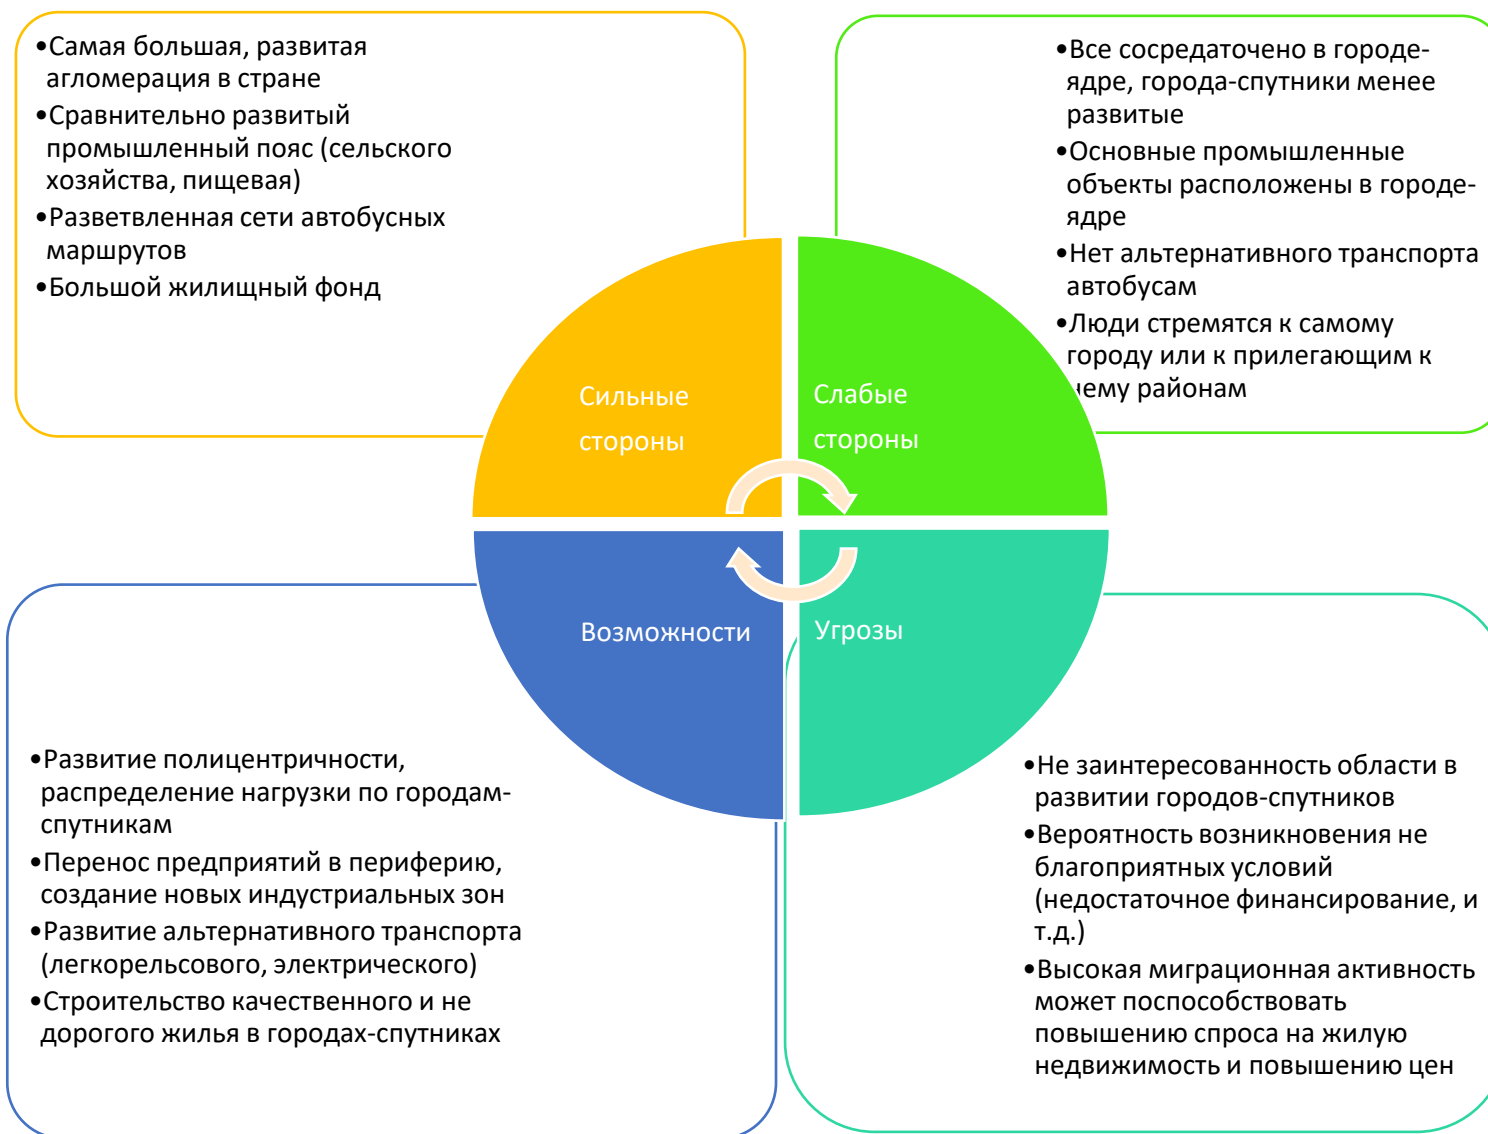 •Самая большая, развитая
агломерация в стране
•Сравнительно развитый
промышленный пояс (сельского
хозяйства, пищевая)
•Разветвленная сети автобусных
маршрутов
•Большой жилищный фонд
•Все сосредаточено в городе-
ядре, города-спутники менее
развитые
•Основные промышленные
объекты расположены в городе-
ядре
•Нет альтернативного транспорта
автобусам
•Люди стремятся к самому
городу или к прилегающим к
нему районам
Сильные
стороны
Слабые
стороны
Возможности
Угрозы
•Развитие полицентричности,
распределение нагрузки по городам-
спутникам
•Перенос предприятий в периферию,
создание новых индустриальных зон
•Развитие альтернативного транспорта
(легкорельсового, электрического)
•Строительство качественного и не
дорогого жилья в городах-спутниках
•Не заинтересованность области в
развитии городов-спутников
•Вероятность возникновения не
благоприятных условий
(недостаточное финансирование, и
т.д.)
•Высокая миграционная активность
может поспособствовать
повышению спроса на жилую
недвижимость и повышению цен